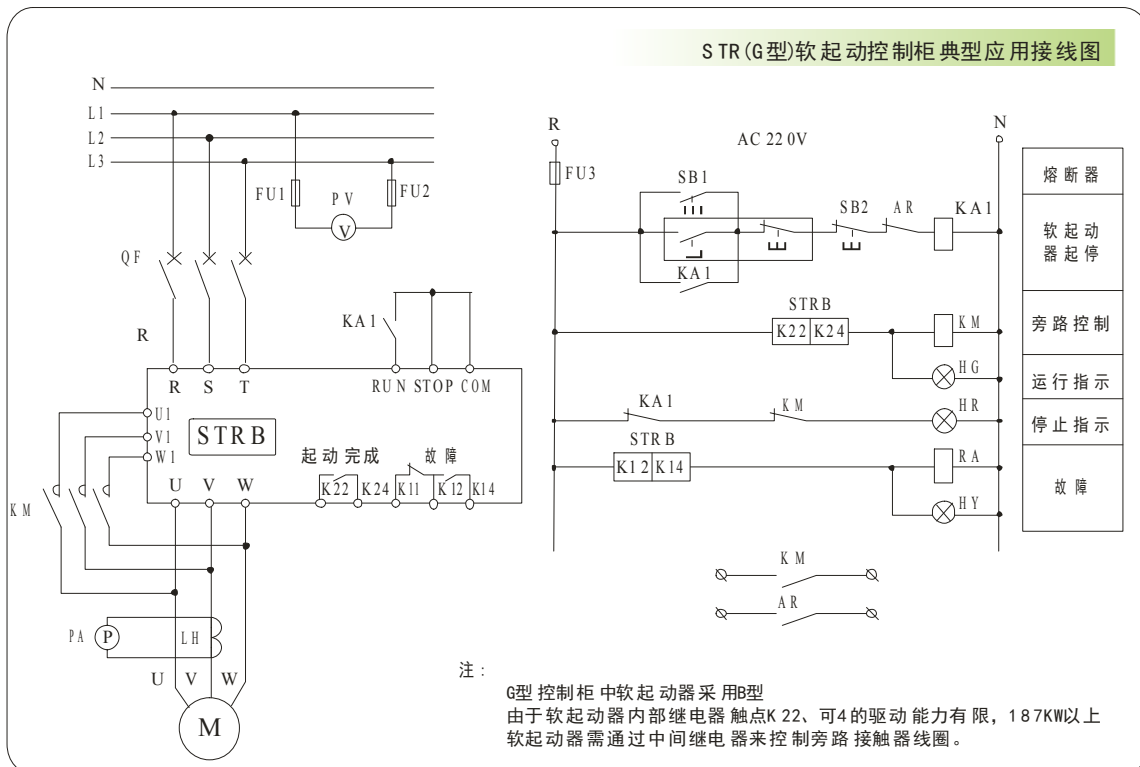 STR(G型)软起动控制柜典型应用接线图
N
L1
L2
L3
FU1
PV
FU2
V
QF
R
KA1
R S T
RUN STOP COM
U1
V1
W1
STRB
起动完成
故障
U V W
K22 K24 K11 K12 K14
KM
PA
P
LH
U V W
M
R
AC 220V
N
FU3
SB1
SB2
AR
KA1
KA1
STRB
K22 K24
KM
HG
KA1
KM
HR
STRB
K12 K14
RA
HY
熔断器
软起动
器起停
旁路控制
运行指示
停止指示
故障
KM
AR
注：
G型控制柜中软起动器采用B型
由于软起动器内部继电器触点K22、可4的驱动能力有限，187KW以上
软起动器需通过中间继电器来控制旁路接触器线圈。